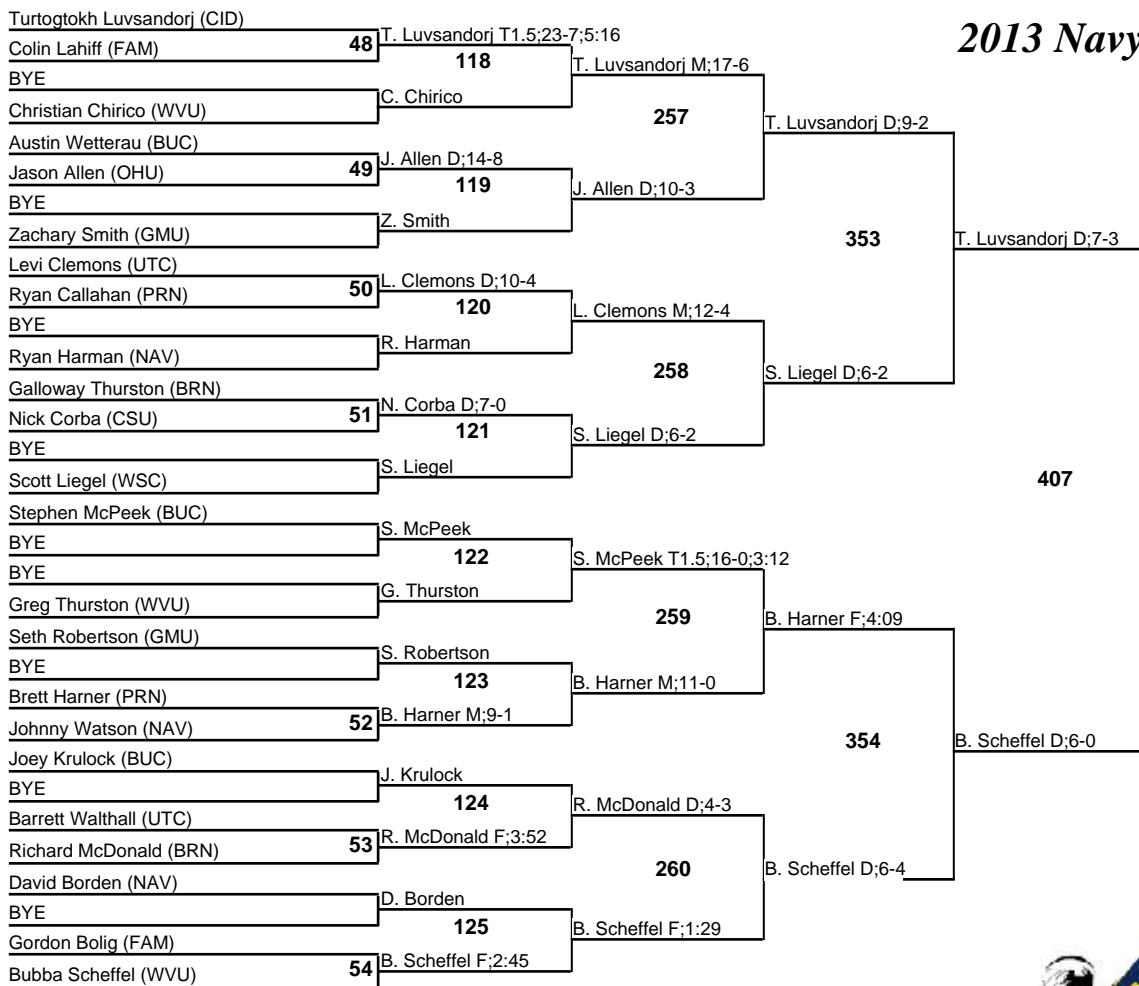 2013 Navy
Turtogtokh Luvsandorj (CID)
Colin Lahiff (FAM)
BYE
Christian Chirico (WVU)
Austin Wetterau (BUC)
Jason Allen (OHU)
BYE
Zachary Smith (GMU)
Levi Clemons (UTC)
Ryan Callahan (PRN)
BYE
Ryan Harman (NAV)
Galloway Thurston (BRN)
Nick Corba (CSU)
BYE
Scott Liegel (WSC)
Stephen McPeek (BUC)
BYE
BYE
Greg Thurston (WVU)
Seth Robertson (GMU)
BYE
Brett Harner (PRN)
Johnny Watson (NAV)
Joey Krulock (BUC)
BYE
Barrett Walthall (UTC)
Richard McDonald (BRN)
David Borden (NAV)
BYE
Gordon Bolig (FAM)
Bubba Scheffel (WVU)
48
49
50
51
52
53
54
T. Luvsandorj T1.5;23-7;5:16
118
C. Chirico
J. Allen D;14-8
119
Z. Smith
L. Clemons D;10-4
120
R. Harman
N. Corba D;7-0
121
S. Liegel
S. McPeek
122
G. Thurston
S. Robertson
123
B. Harner M;9-1
J. Krulock
124
R. McDonald F;3:52
D. Borden
125
B. Scheffel F;2:45
T. Luvsandorj M;17-6
257
J. Allen D;10-3
L. Clemons M;12-4
258
S. Liegel D;6-2
S. McPeek T1.5;16-0;3:12
259
B. Harner M;11-0
R. McDonald D;4-3
260
B. Scheffel F;1:29
T. Luvsandorj D;9-2
353
S. Liegel D;6-2
B. Harner F;4:09
354
B. Scheffel D;6-4
T. Luvsandorj D;7-3
407
B. Scheffel D;6-0